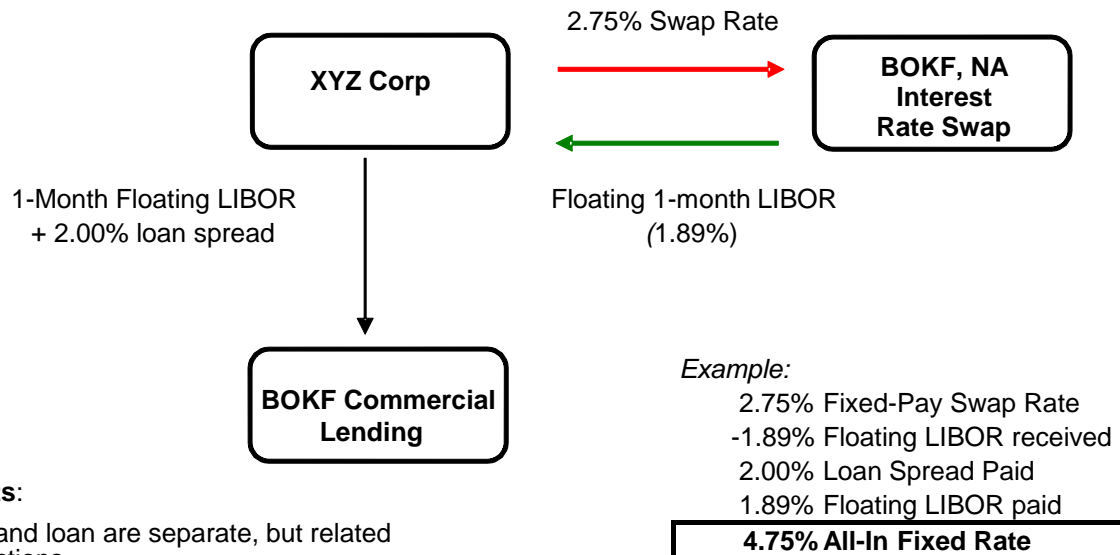 2.75% Swap Rate
XYZ Corp
BOKF, NA
Interest
Rate Swap
1-Month Floating LIBOR
+ 2.00% loan spread
Floating 1-month LIBOR
(1.89%)
BOKF Commercial
Lending
Example:
2.75% Fixed-Pay Swap Rate
-1.89% Floating LIBOR received
2.00% Loan Spread Paid
1.89% Floating LIBOR paid
4.75% All-In Fixed Rate
and loan are separate, but related